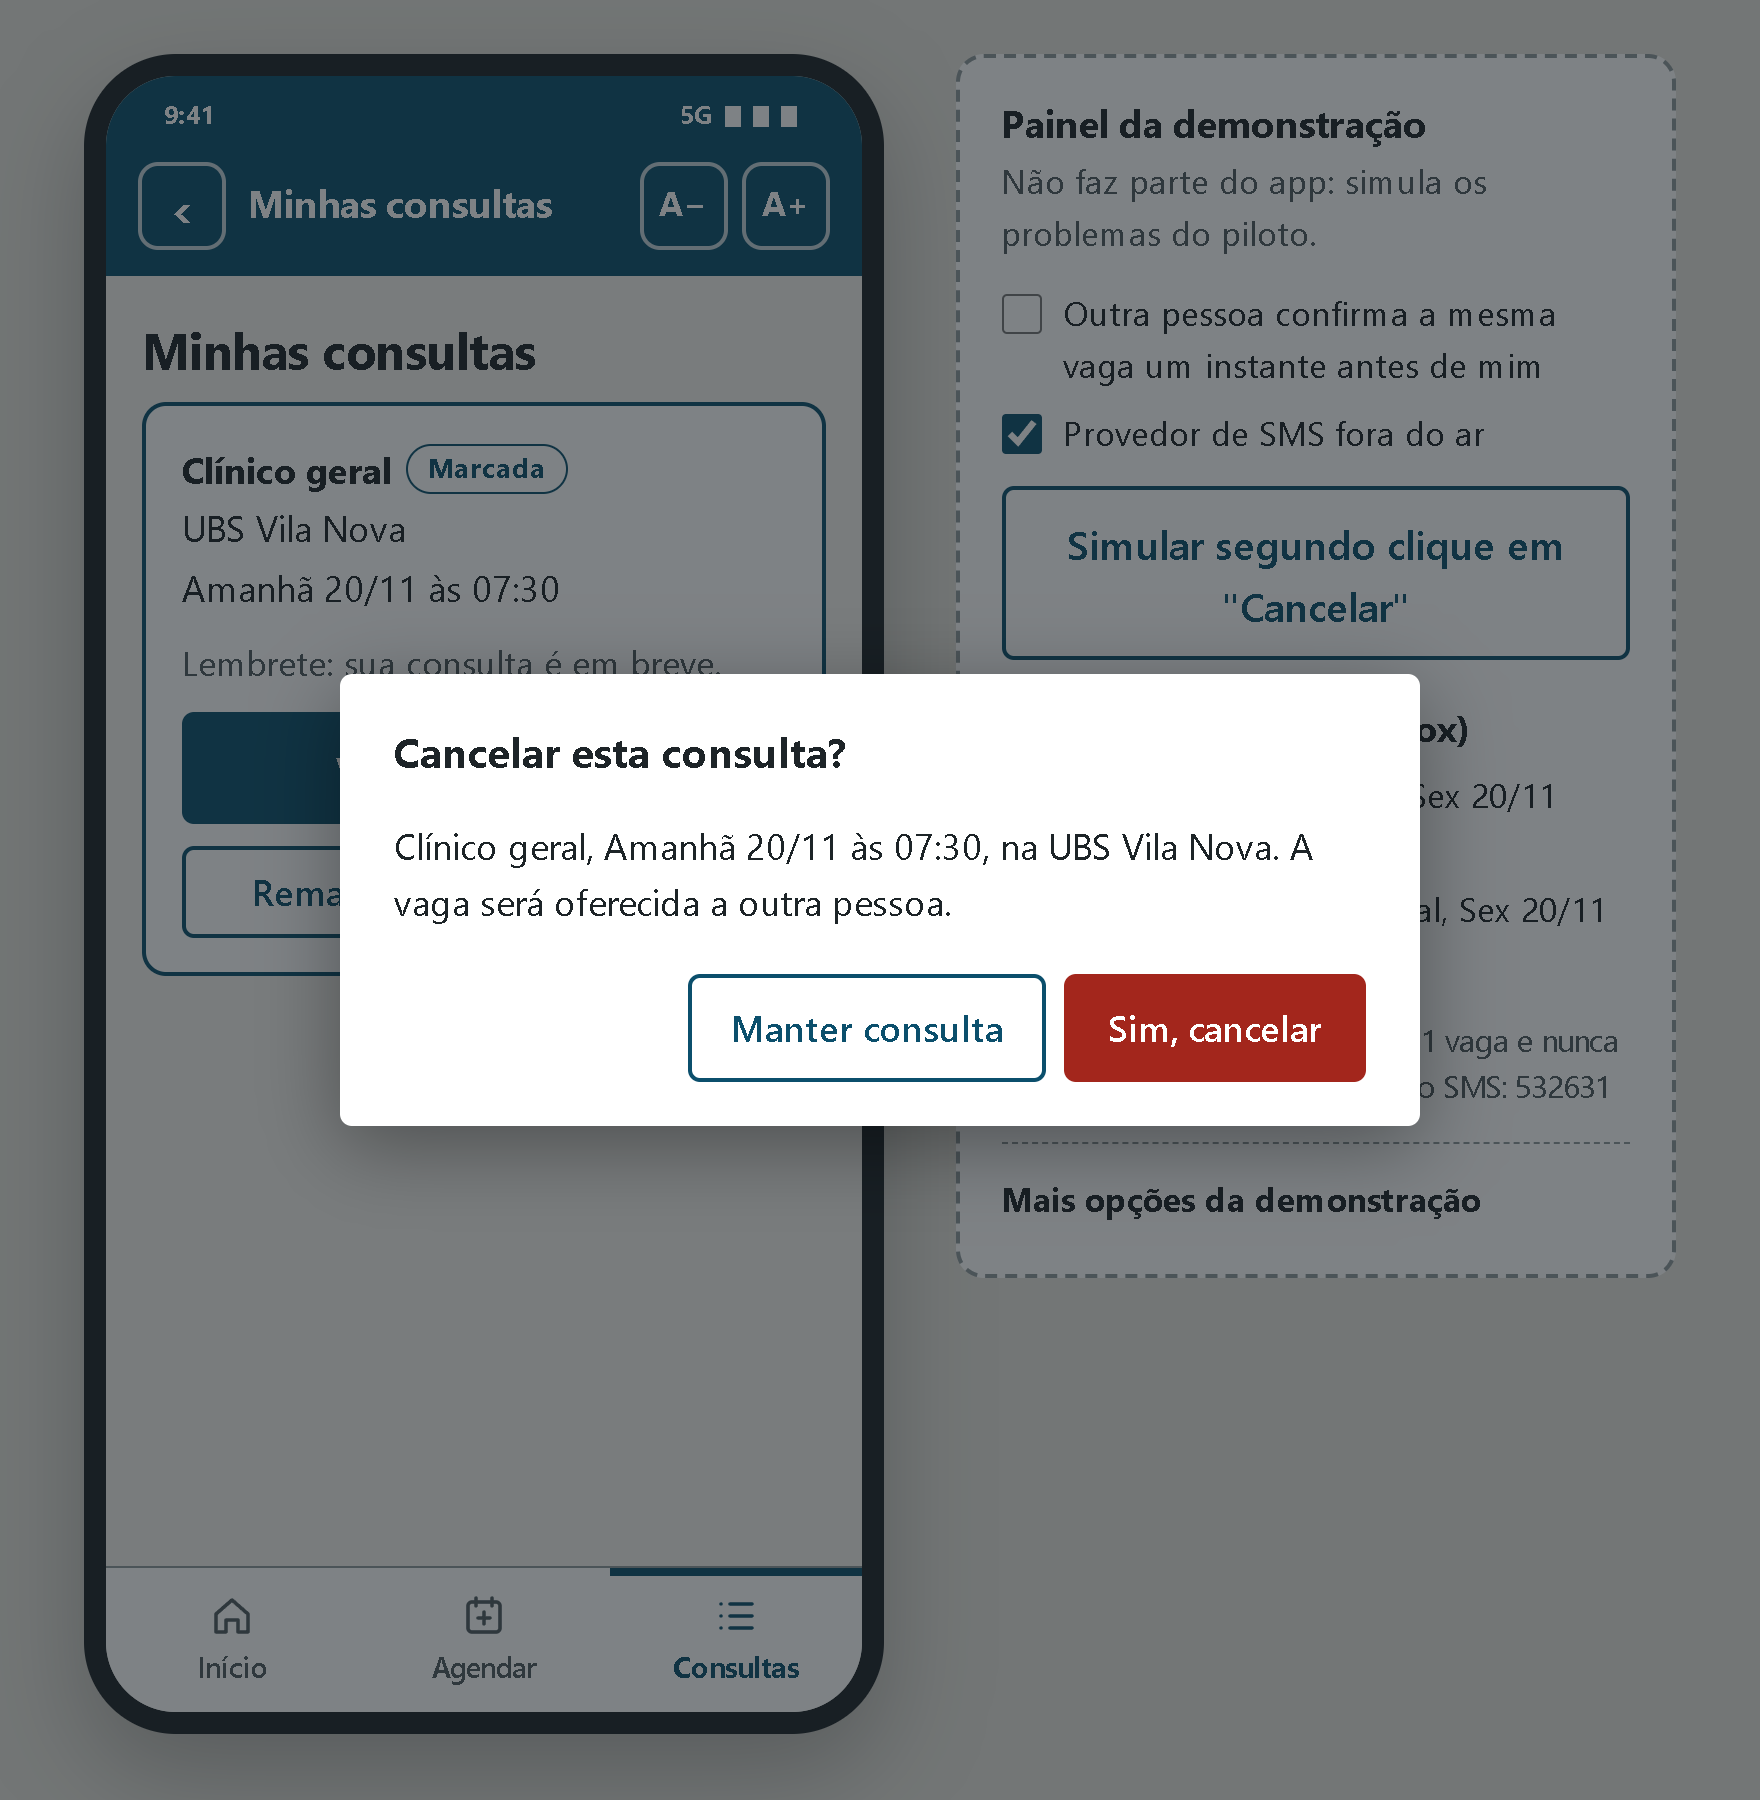 9:41
5G
Minhas consultas
A−
A+
Minhas consultas
Clínico geral
Marcada
UBS Vila Nova
Amanhã 20/11 às 07:30
Lembrete: sua consulta é em breve.
Cancelar esta consulta?
Clínico geral, Amanhã 20/11 às 07:30, na UBS Vila Nova. A
vaga será oferecida a outra pessoa.
Manter consulta
Sim, cancelar
Início
Agendar
Consultas
Painel da demonstração
Não faz parte do app: simula os
problemas do piloto.
Outra pessoa confirma a mesma
vaga um instante antes de mim
Provedor de SMS fora do ar
Simular segundo clique em
"Cancelar"
Sex 20/11
Sex 20/11
1 vaga e nunca
SMS: 532631
Mais opções da demonstração